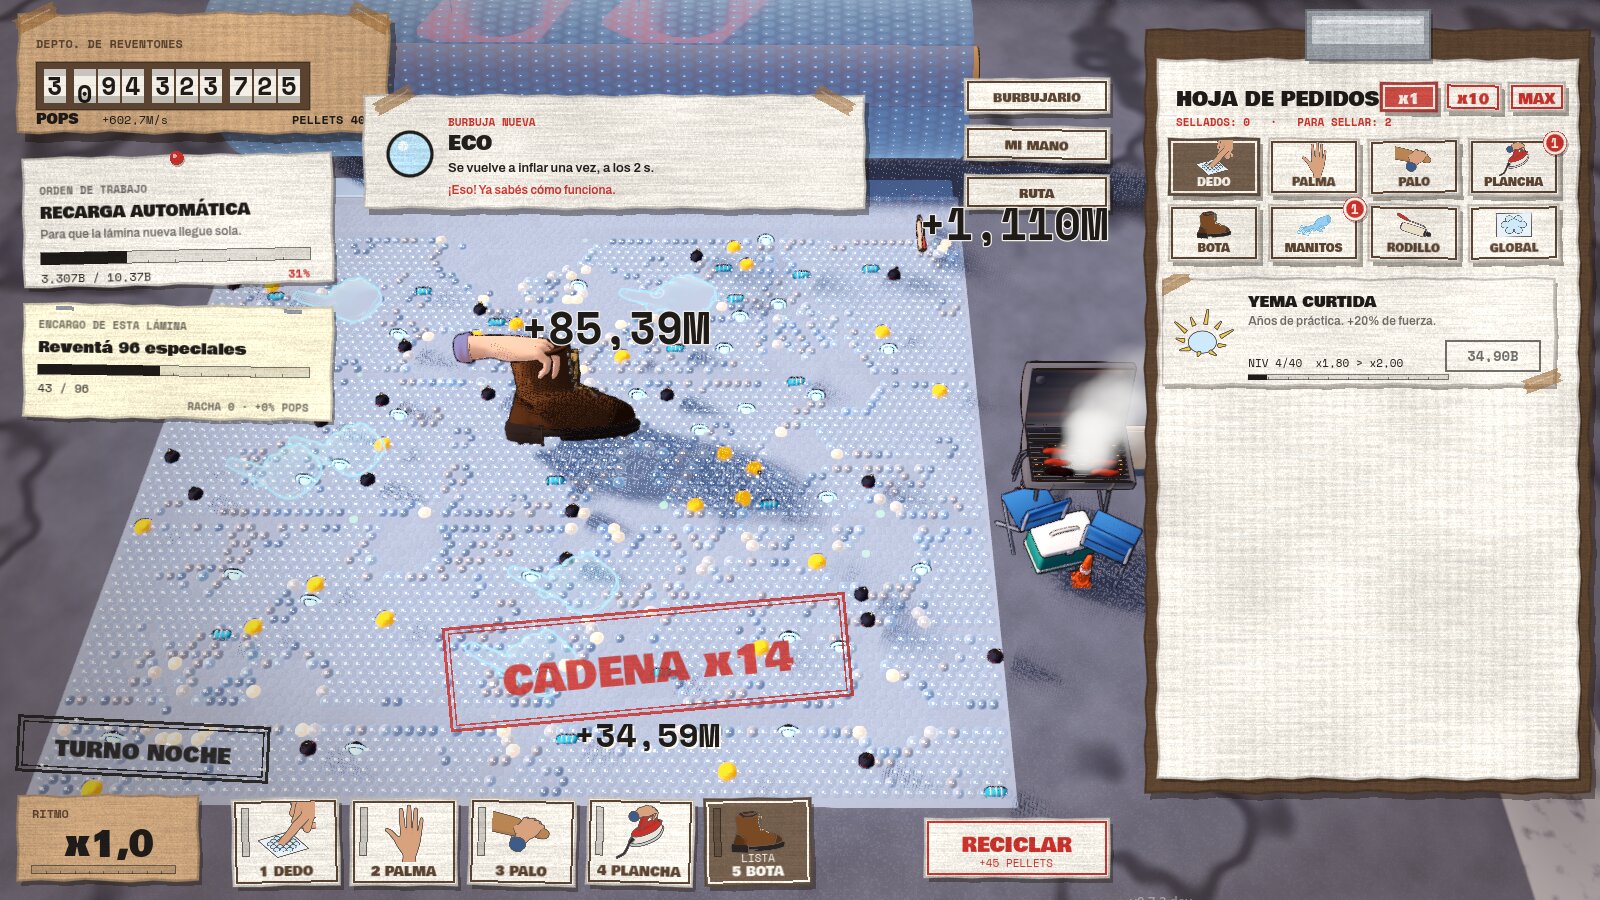 DEPTO. DE REVENTONES
3 094 323 725
POPS +602,7M/s PELLETS 40
ORDEN DE TRABAJO
RECARGA AUTOMÁTICA
Para que la lámina nueva llegue sola.
3,307B / 10,37B 31%
ENCARGO DE ESTA LÁMINA
Reventá 96 especiales
43 / 96
RACHA 0 · +0% POPS
BURBUJA NUEVA
ECO
Se vuelve a inflar una vez, a los 2 s.
¡Eso! Ya sabés cómo funciona.
BURBUJARIO
MI MANO
RUTA
+1,110M
+85,39M
CADENA x14
+34,59M
TURNO NOCHE
RITMO
x1,0
1 DEDO
2 PALMA
3 PALO
4 PLANCHA
LISTA
5 BOTA
RECICLAR
+45 PELLETS
HOJA DE PEDIDOS x1 x10 MAX
SELLADOS: 0 · PARA SELLAR: 2
DEDO PALMA PALO PLANCHA 1
BOTA MANITOS 1 RODILLO GLOBAL
YEMA CURTIDA
Años de práctica. +20% de fuerza.
NIV 4/40 x1,80 > x2,00 34,90B